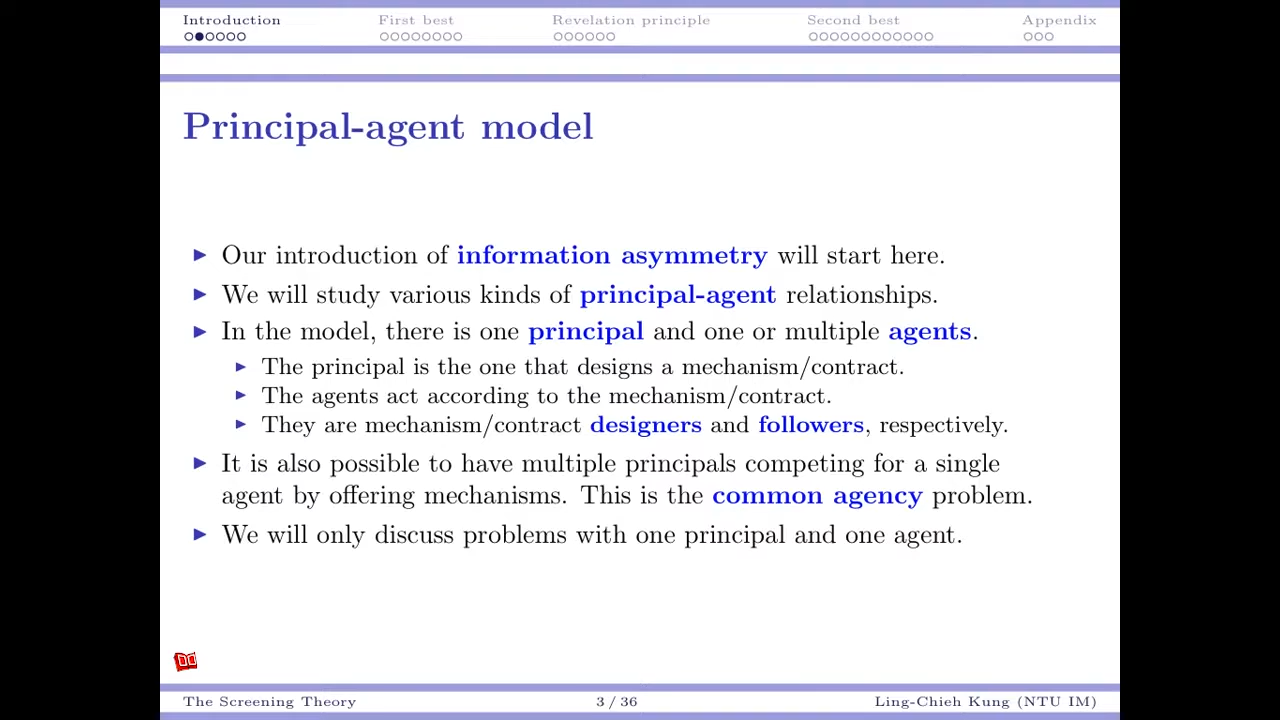 Introduction First best Revelation principle Second best Appendix
Principal-agent model
Our introduction of information asymmetry will start here.
We will study various kinds of principal-agent relationships.
In the model, there is one principal and one or multiple agents.
The principal is the one that designs a mechanism/contract.
The agents act according to the mechanism/contract.
They are mechanism/contract designers and followers, respectively.
It is also possible to have multiple principals competing for a single
agent by offering mechanisms. This is the common agency problem.
We will only discuss problems with one principal and one agent.
The Screening Theory 3 / 36 Ling-Chieh Kung (NTU IM)